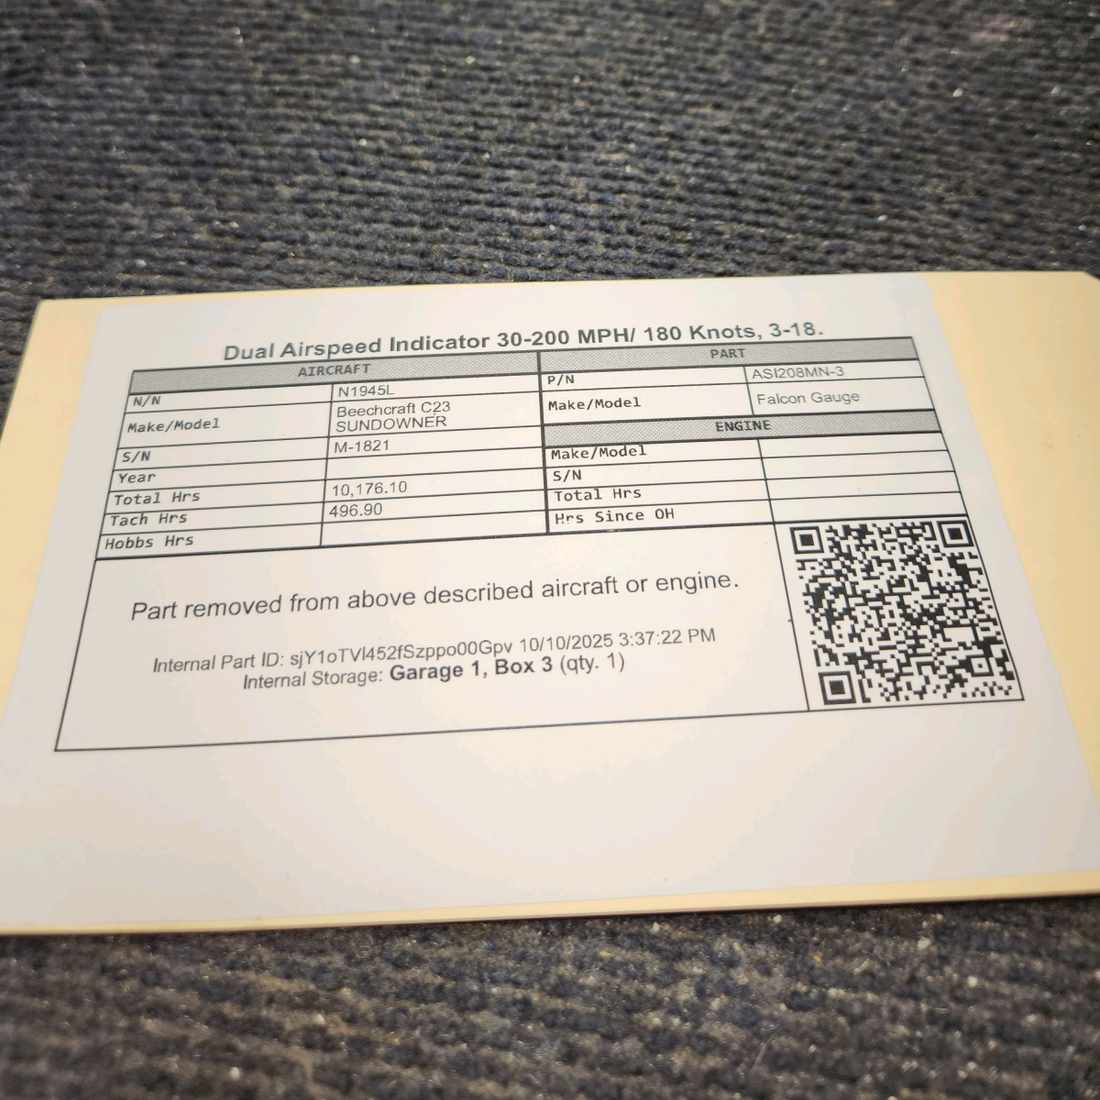 Dual Airspeed Indicator 30-200 MPH/ 180 Knots, 3-18.
AIRCRAFT
N/N N1945L
Make/Model Beechcraft C23
SUNDOWNER
S/N M-1821
Year
Total Hrs 10,176.10
Tach Hrs 496.90
Hobbs Hrs
PART
P/N ASI208MN-3
Make/Model Falcon Gauge
ENGINE
Make/Model
S/N
Total Hrs
Hrs Since OH
Part removed from above described aircraft or engine.
Internal Part ID: sjY1oTVl452fSzppo00Gpv 10/10/2025 3:37:22 PM
Internal Storage: Garage 1, Box 3 (qty. 1)